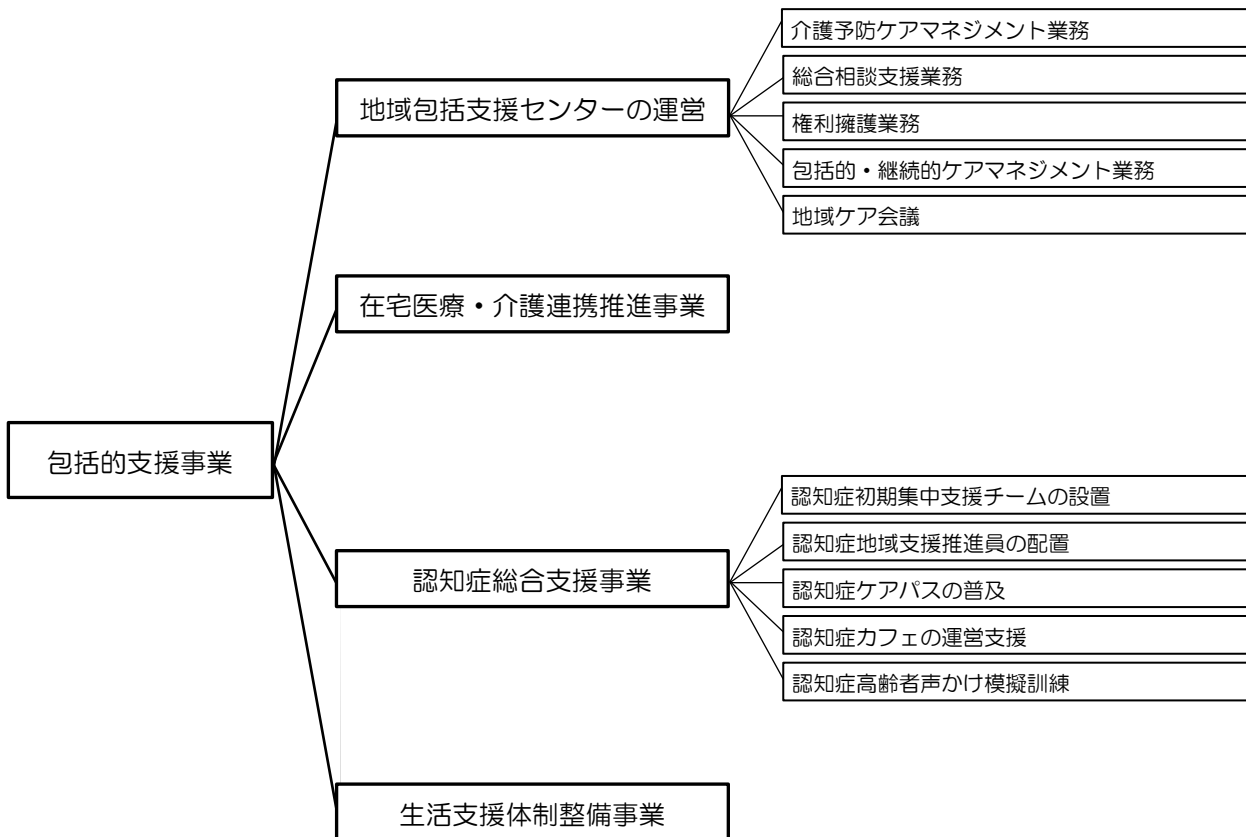 包括的支援事業
地域包括支援センターの運営
介護予防ケアマネジメント業務
総合相談支援業務
権利擁護業務
包括的・継続的ケアマネジメント業務
地域ケア会議
在宅医療・介護連携推進事業
認知症総合支援事業
認知症初期集中支援チームの設置
認知症地域支援推進員の配置
認知症ケアパスの普及
認知症カフェの運営支援
認知症高齢者声かけ模擬訓練
生活支援体制整備事業